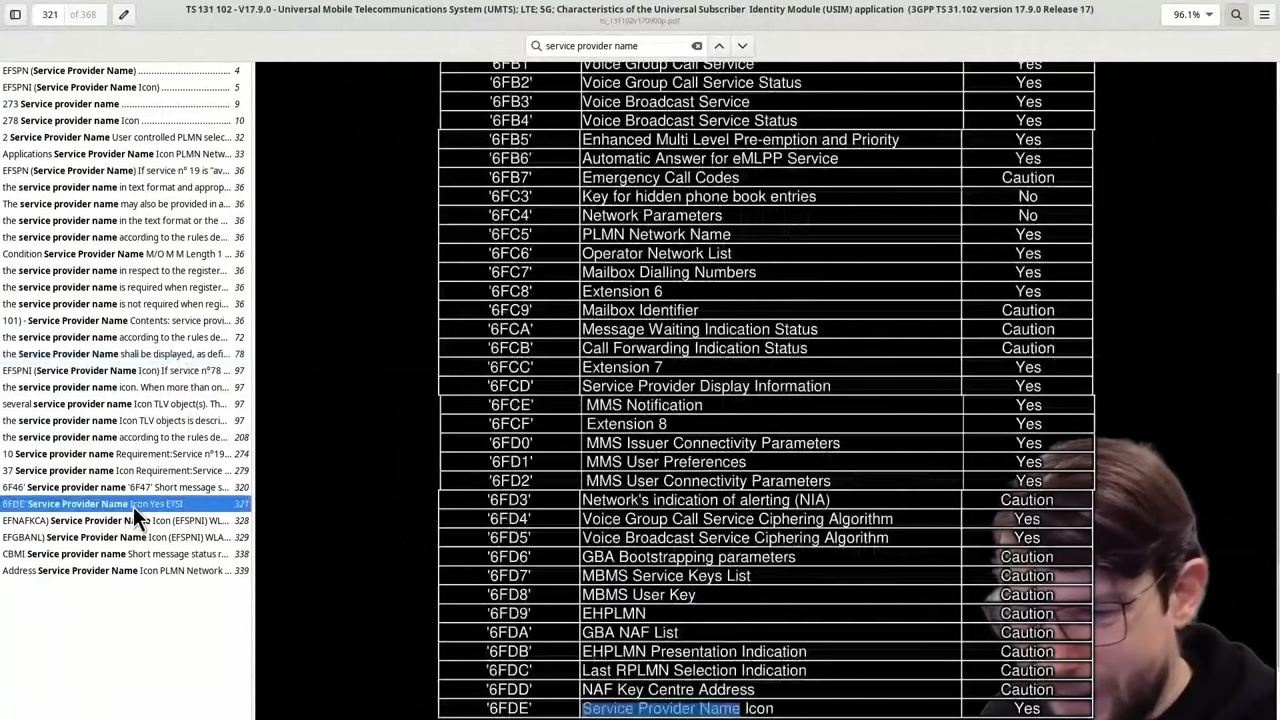 321 of 368
TS 131 102 - V17.9.0 - Universal Mobile Telecommunications System (UMTS); LTE; 5G; Characteristics of the Universal Subscriber Identity Module (USIM) application (3GPP TS 31.102 version 17.9.0 Release 17)
ts_131102v170900p.pdf
96.1%
service provider name
EFSPN (Service Provider Name) 4
EFSPNI (Service Provider Name Icon) 5
273 Service provider name 9
278 Service provider name Icon 10
2 Service Provider Name User controlled PLMN selec... 32
Applications Service Provider Name Icon PLMN Netw... 33
EFSPN (Service Provider Name) If service n° 19 is "av... 36
the service provider name in text format and approp... 36
The service provider name may also be provided in a... 36
the service provider name in the text format or the ... 36
the service provider name according to the rules de... 36
Condition Service Provider Name M/O M M Length 1 ... 36
the service provider name in respect to the register... 36
the service provider name is required when register... 36
the service provider name is not required when regi... 36
101) - Service Provider Name Contents: service provi... 36
the service provider name according to the rules de... 72
the Service Provider Name shall be displayed, as defi... 78
EFSPNI (Service Provider Name Icon) If service n°78 ... 97
the service provider name icon. When more than on... 97
several service provider name Icon TLV object(s). Th... 97
the service provider name Icon TLV objects is descri... 97
the service provider name according to the rules de... 208
10 Service provider name Requirement:Service n°19... 274
37 Service provider name Icon Requirement:Service ... 279
6F46' Service provider name '6F47' Short message s... 320
6FDE' Service Provider Name Icon Yes ETSI 321
EFNAFKCA) Service Provider Name Icon (EFSPNI) WL... 328
EFGBANL) Service Provider Name Icon (EFSPNI) WLA... 329
CBMI Service provider name Short message status r... 338
Address Service Provider Name Icon PLMN Network ... 339
'6FB1' Voice Group Call Service Yes
'6FB2' Voice Group Call Service Status Yes
'6FB3' Voice Broadcast Service Yes
'6FB4' Voice Broadcast Service Status Yes
'6FB5' Enhanced Multi Level Pre-emption and Priority Yes
'6FB6' Automatic Answer for eMLPP Service Yes
'6FB7' Emergency Call Codes Caution
'6FC3' Key for hidden phone book entries No
'6FC4' Network Parameters No
'6FC5' PLMN Network Name Yes
'6FC6' Operator Network List Yes
'6FC7' Mailbox Dialling Numbers Yes
'6FC8' Extension 6 Yes
'6FC9' Mailbox Identifier Caution
'6FCA' Message Waiting Indication Status Caution
'6FCB' Call Forwarding Indication Status Caution
'6FCC' Extension 7 Yes
'6FCD' Service Provider Display Information Yes
'6FCE' MMS Notification Yes
'6FCF' Extension 8 Yes
'6FD0' MMS Issuer Connectivity Parameters Yes
'6FD1' MMS User Preferences Yes
'6FD2' MMS User Connectivity Parameters Yes
'6FD3' Network's indication of alerting (NIA) Caution
'6FD4' Voice Group Call Service Ciphering Algorithm Yes
'6FD5' Voice Broadcast Service Ciphering Algorithm Yes
'6FD6' GBA Bootstrapping parameters Caution
'6FD7' MBMS Service Keys List Caution
'6FD8' MBMS User Key Caution
'6FD9' EHPLMN Caution
'6FDA' GBA NAF List Caution
'6FDB' EHPLMN Presentation Indication Caution
'6FDC' Last RPLMN Selection Indication Caution
'6FDD' NAF Key Centre Address Caution
'6FDE' Service Provider Name Icon Yes